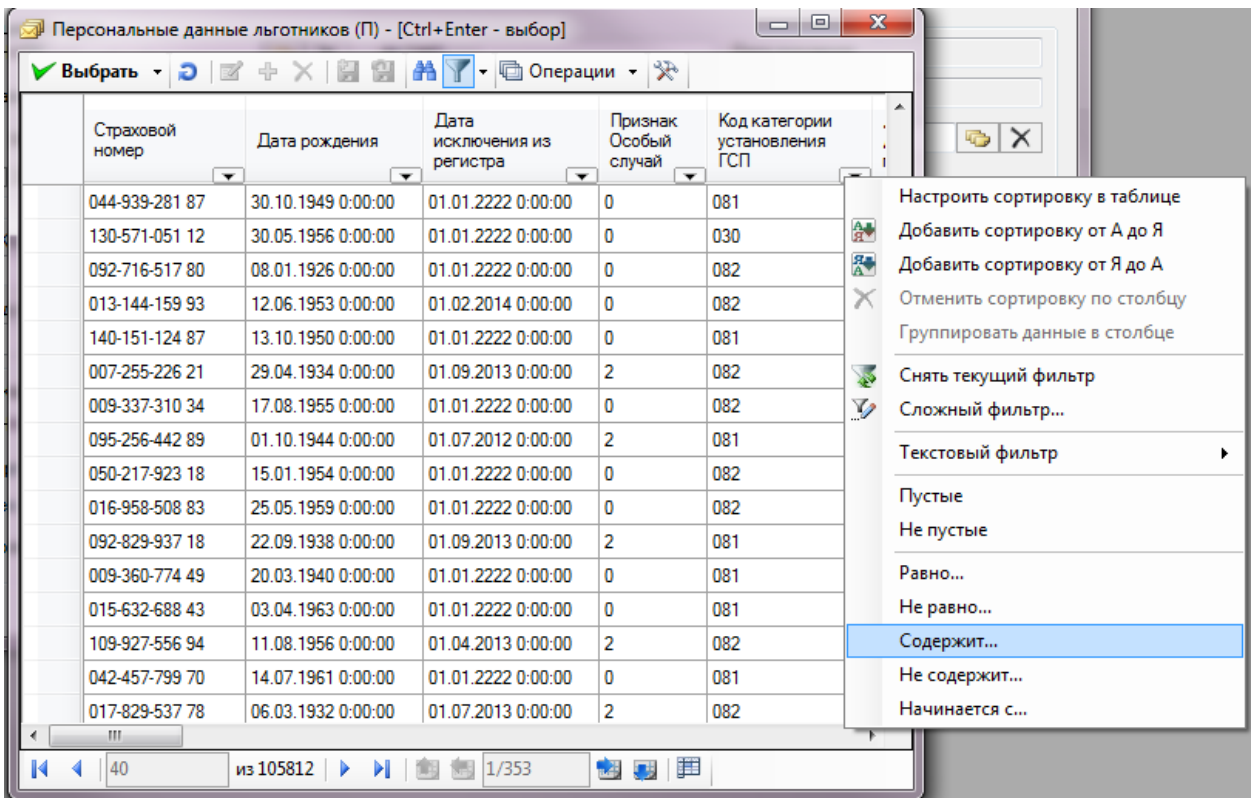 Персональные данные льготников (П) - [Ctrl+Enter - выбор]
Выбрать Операции
Страховой номер Дата рождения Дата исключения из регистра Признак Особый случай Код категории установления ГСП
044-939-281 87 30.10.1949 0:00:00 01.01.2222 0:00:00 0 081
130-571-051 12 30.05.1956 0:00:00 01.01.2222 0:00:00 0 030
092-716-517 80 08.01.1926 0:00:00 01.01.2222 0:00:00 0 082
013-144-159 93 12.06.1953 0:00:00 01.02.2014 0:00:00 0 082
140-151-124 87 13.10.1950 0:00:00 01.01.2222 0:00:00 0 081
007-255-226 21 29.04.1934 0:00:00 01.09.2013 0:00:00 2 082
009-337-310 34 17.08.1955 0:00:00 01.01.2222 0:00:00 0 082
095-256-442 89 01.10.1944 0:00:00 01.07.2012 0:00:00 2 081
050-217-923 18 15.01.1954 0:00:00 01.01.2222 0:00:00 0 082
016-958-508 83 25.05.1959 0:00:00 01.01.2222 0:00:00 0 082
092-829-937 18 22.09.1938 0:00:00 01.09.2013 0:00:00 2 081
009-360-774 49 20.03.1940 0:00:00 01.01.2222 0:00:00 0 081
015-632-688 43 03.04.1963 0:00:00 01.01.2222 0:00:00 0 081
109-927-556 94 11.08.1956 0:00:00 01.04.2013 0:00:00 2 082
042-457-799 70 14.07.1961 0:00:00 01.01.2222 0:00:00 0 081
017-829-537 78 06.03.1932 0:00:00 01.07.2013 0:00:00 2 082
40 из 105812 1/353
Настроить сортировку в таблице
Добавить сортировку от А до Я
Добавить сортировку от Я до А
Отменить сортировку по столбцу
Группировать данные в столбце
Снять текущий фильтр
Сложный фильтр...
Текстовый фильтр
Пустые
Не пустые
Равно...
Не равно...
Содержит...
Не содержит...
Начинается с...